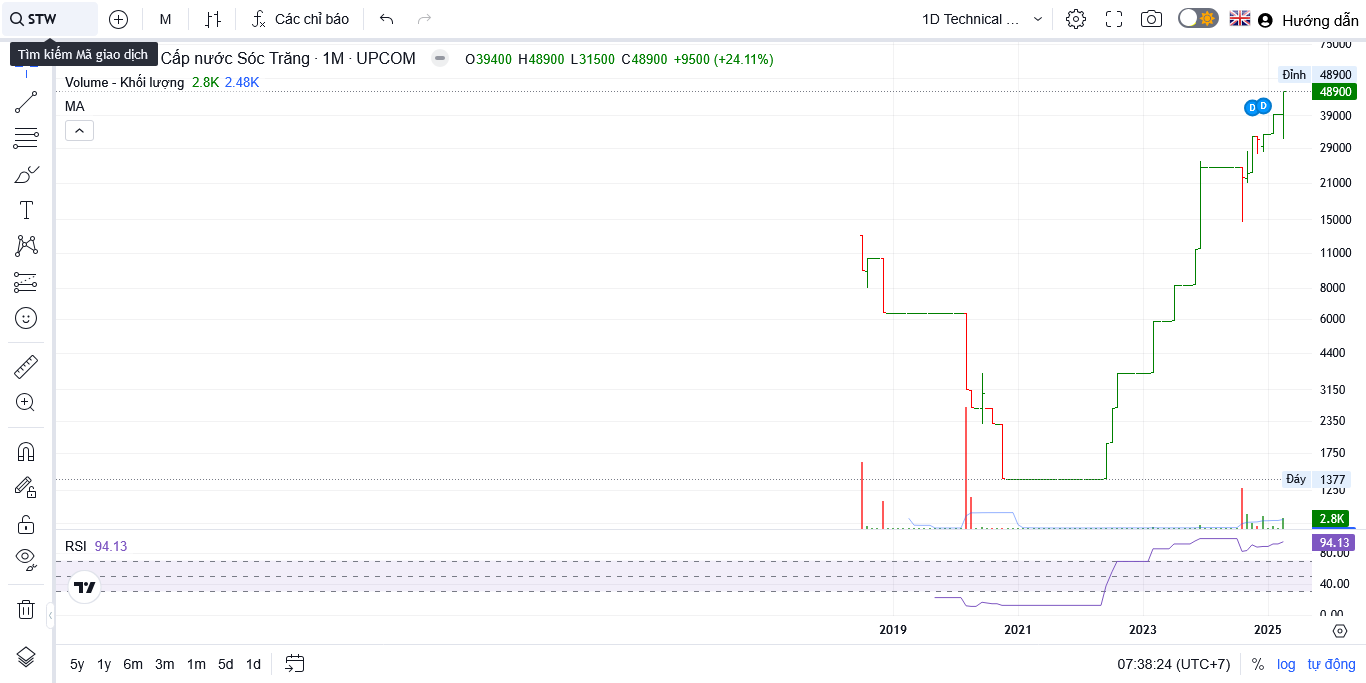 STW
M
Các chỉ báo
1D Technical ...
Hướng dẫn
Tìm kiếm Mã giao dịch
Cấp nước Sóc Trăng · 1M · UPCOM
O39400 H48900 L31500 C48900 +9500 (+24.11%)
Volume - Khối lượng 2.8K 2.48K
MA
75000
Đỉnh 48900
48900
D D
39000
29000
21000
15000
11000
8000
6000
4400
3150
2350
1750
Đáy 1377
1250
2.8K
RSI 94.13
94.13
80.00
40.00
0.00
2019 2021 2023 2025
5y 1y 6m 3m 1m 5d 1d
07:38:24 (UTC+7) % log tự động